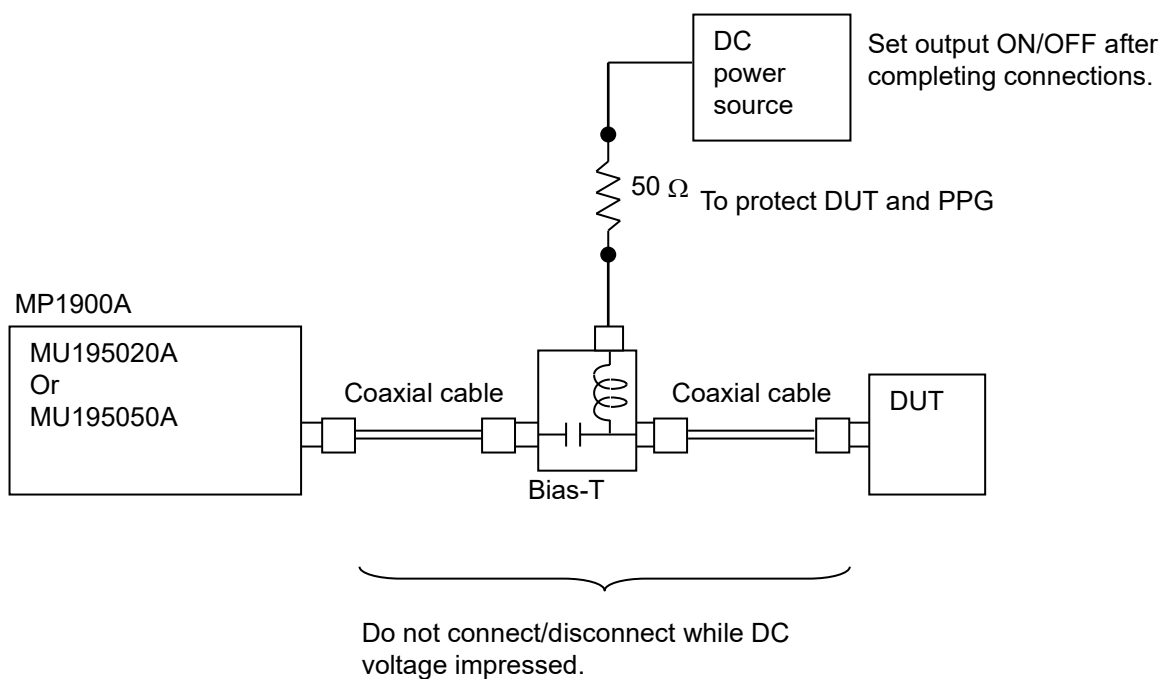 DC
power
source
Set output ON/OFF after
completing connections.
50 Ω
To protect DUT and PPG
MP1900A
MU195020A
Or
MU195050A
Coaxial cable
Coaxial cable
DUT
Bias-T
Do not connect/disconnect while DC
voltage impressed.